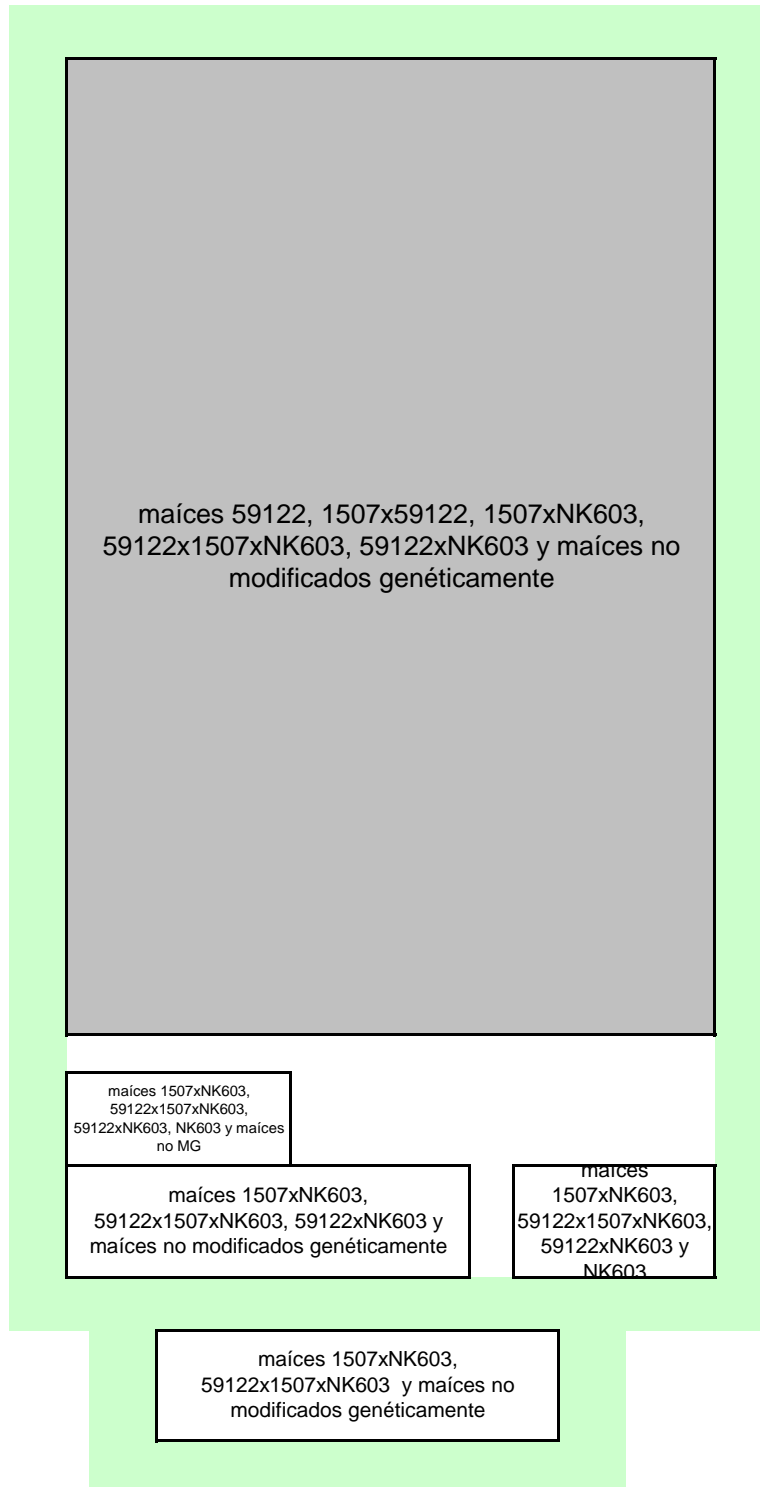 maíces 59122, 1507x59122, 1507xNK603,
59122x1507xNK603, 59122xNK603 y maíces no
modificados genéticamente
maíces 1507xNK603,
59122x1507xNK603,
59122xNK603, NK603 y maíces
no MG
maíces 1507xNK603,
59122x1507xNK603, 59122xNK603 y
maíces no modificados genéticamente
maíces
1507xNK603,
59122x1507xNK603,
59122xNK603 y
NK603
maíces 1507xNK603,
59122x1507xNK603  y maíces no
modificados genéticamente